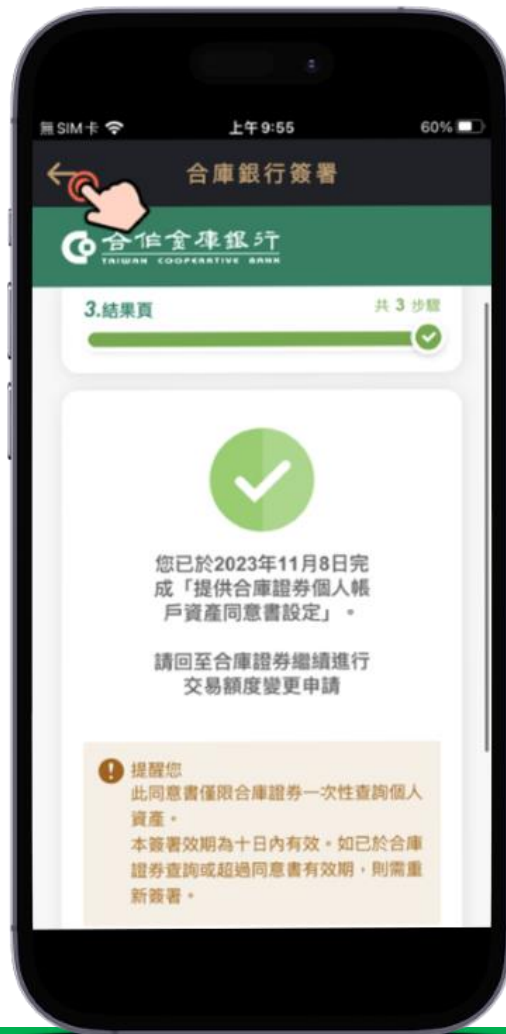 無SIM卡 上午9:55 60%
合庫銀行簽署
合作金庫銀行
TAIWAN COOPERATIVE BANK
3.結果頁 共 3 步驟
您已於2023年11月8日完
成「提供合庫證券個人帳
戶資產同意書設定」。
請回至合庫證券繼續進行
交易額度變更申請
提醒您
此同意書僅限合庫證券一次性查詢個人
資產。
本簽署效期為十日內有效。如已於合庫
證券查詢或超過同意書有效期,則需重
新簽署。